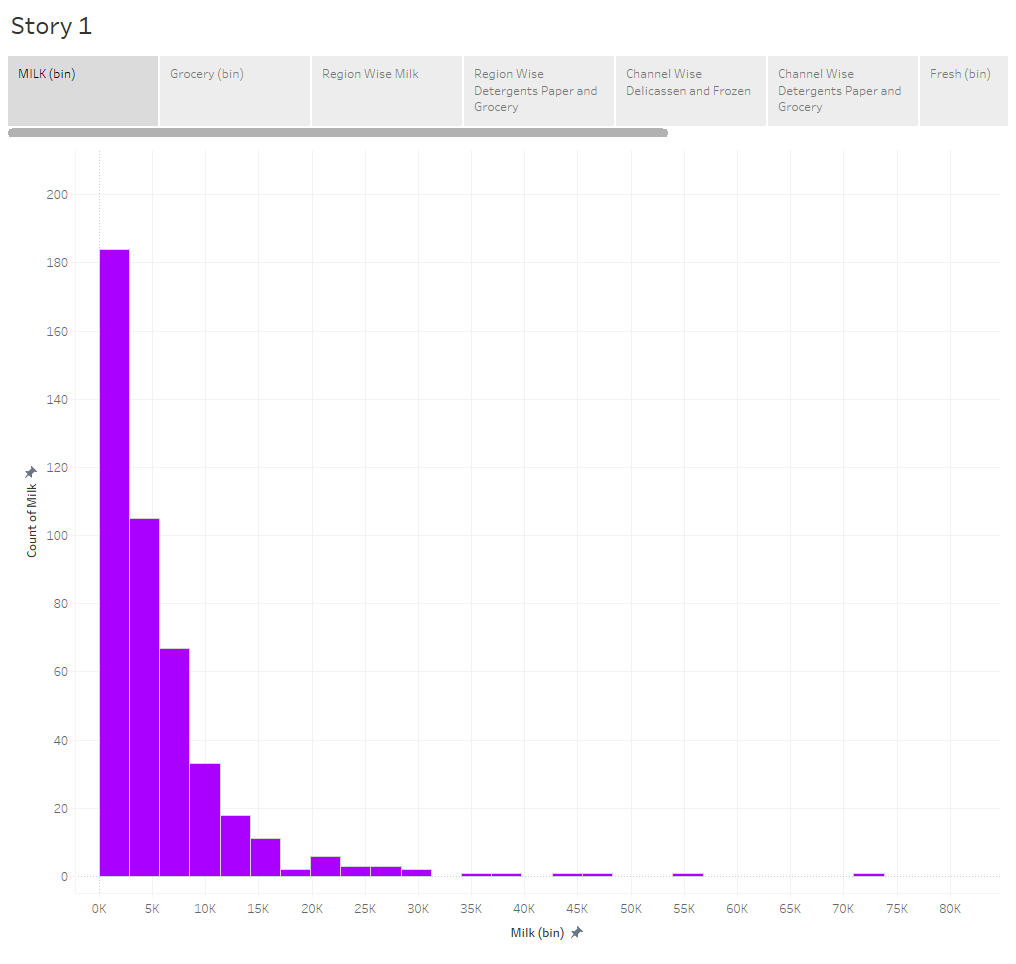 Story 1
MILK (bin)
Grocery (bin)
Region Wise Milk
Region Wise
Detergents Paper and
Grocery
Channel Wise
Delicassen and Frozen
Channel Wise
Detergents Paper and
Grocery
Fresh (bin)
200
180
160
140
120
100
80
60
40
20
0
Count of Milk
0K 5K 10K 15K 20K 25K 30K 35K 40K 45K 50K 55K 60K 65K 70K 75K 80K
Milk (bin)